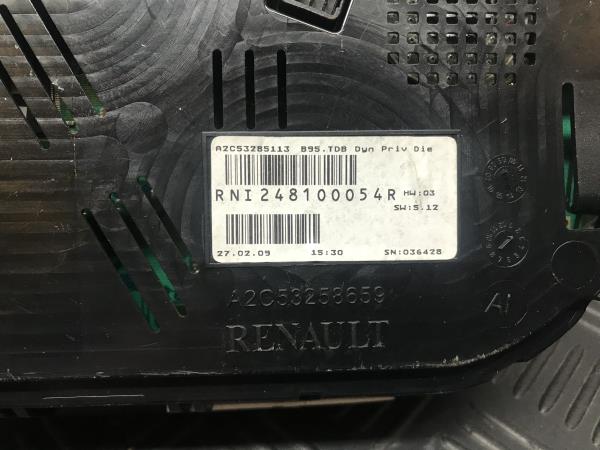 A2C53285113 B95.TDB Dyn Priv Die
RNI248100054R HW:03
SW:5.12
27.02.09 15:30 SN:036428
A2C53258659
RENAULT
AI